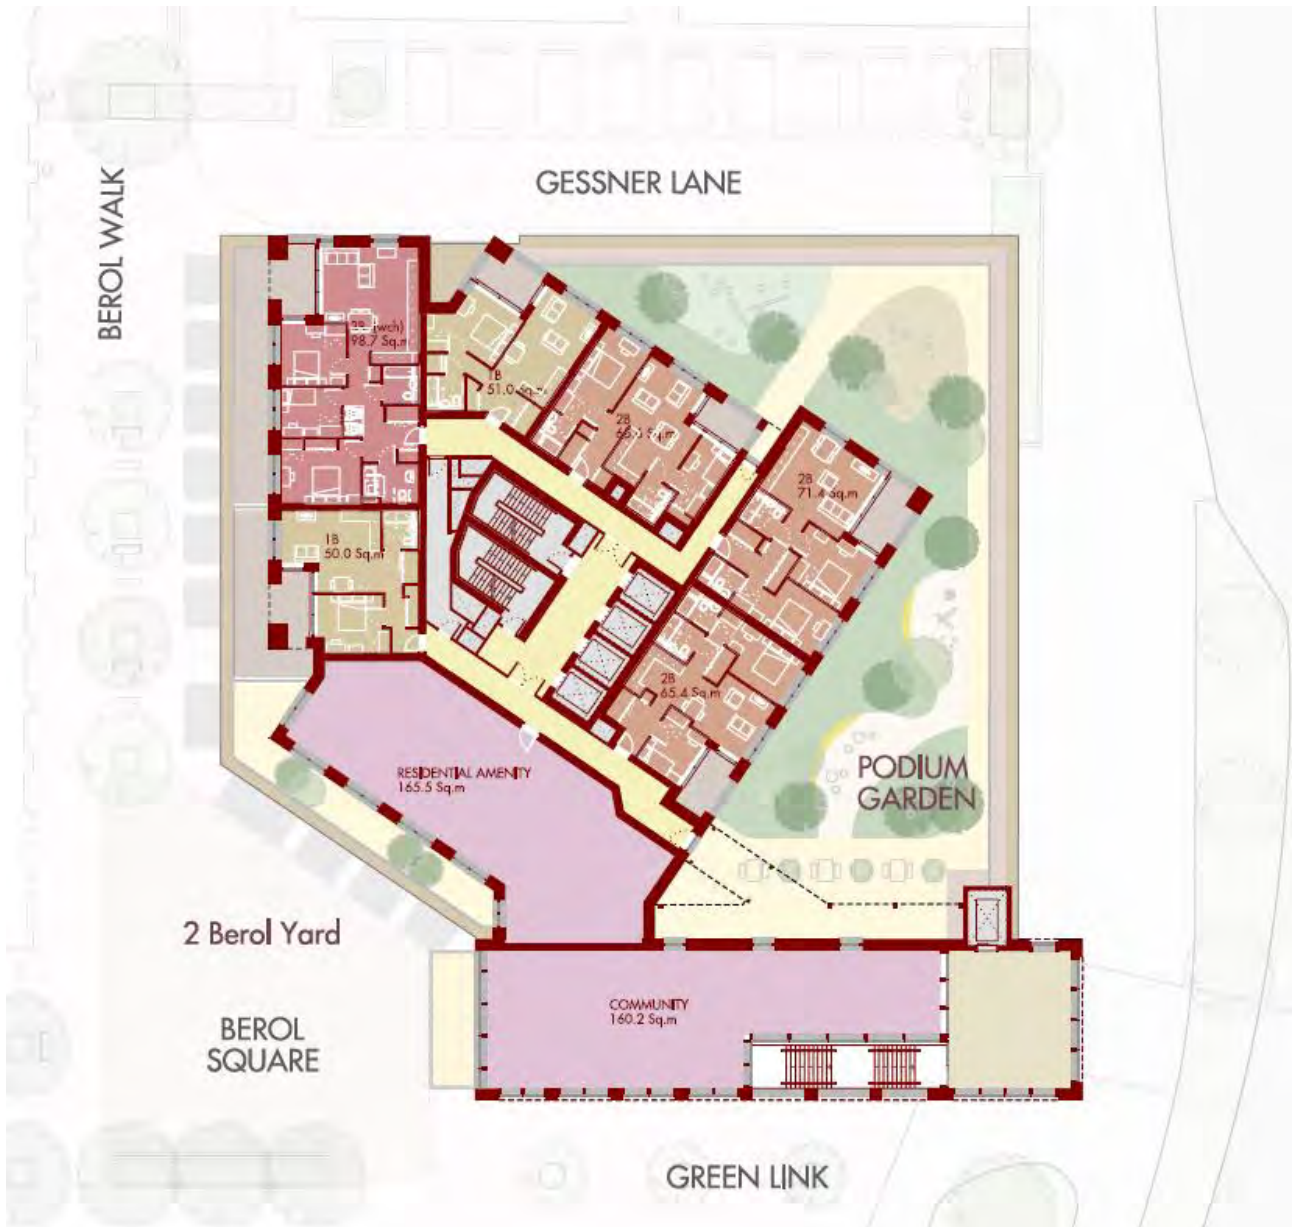 GESSNER LANE
BEROL WALK
3B (wch)
98.7 Sq.m
1B
51.0 Sq.m
2B
2B
71.4 Sq.m
1B
50.0 Sq.m
2B
65.4 Sq.m
RESIDENTIAL AMENITY
165.5 Sq.m
PODIUM
GARDEN
2 Berol Yard
COMMUNITY
160.2 Sq.m
BEROL
SQUARE
GREEN LINK